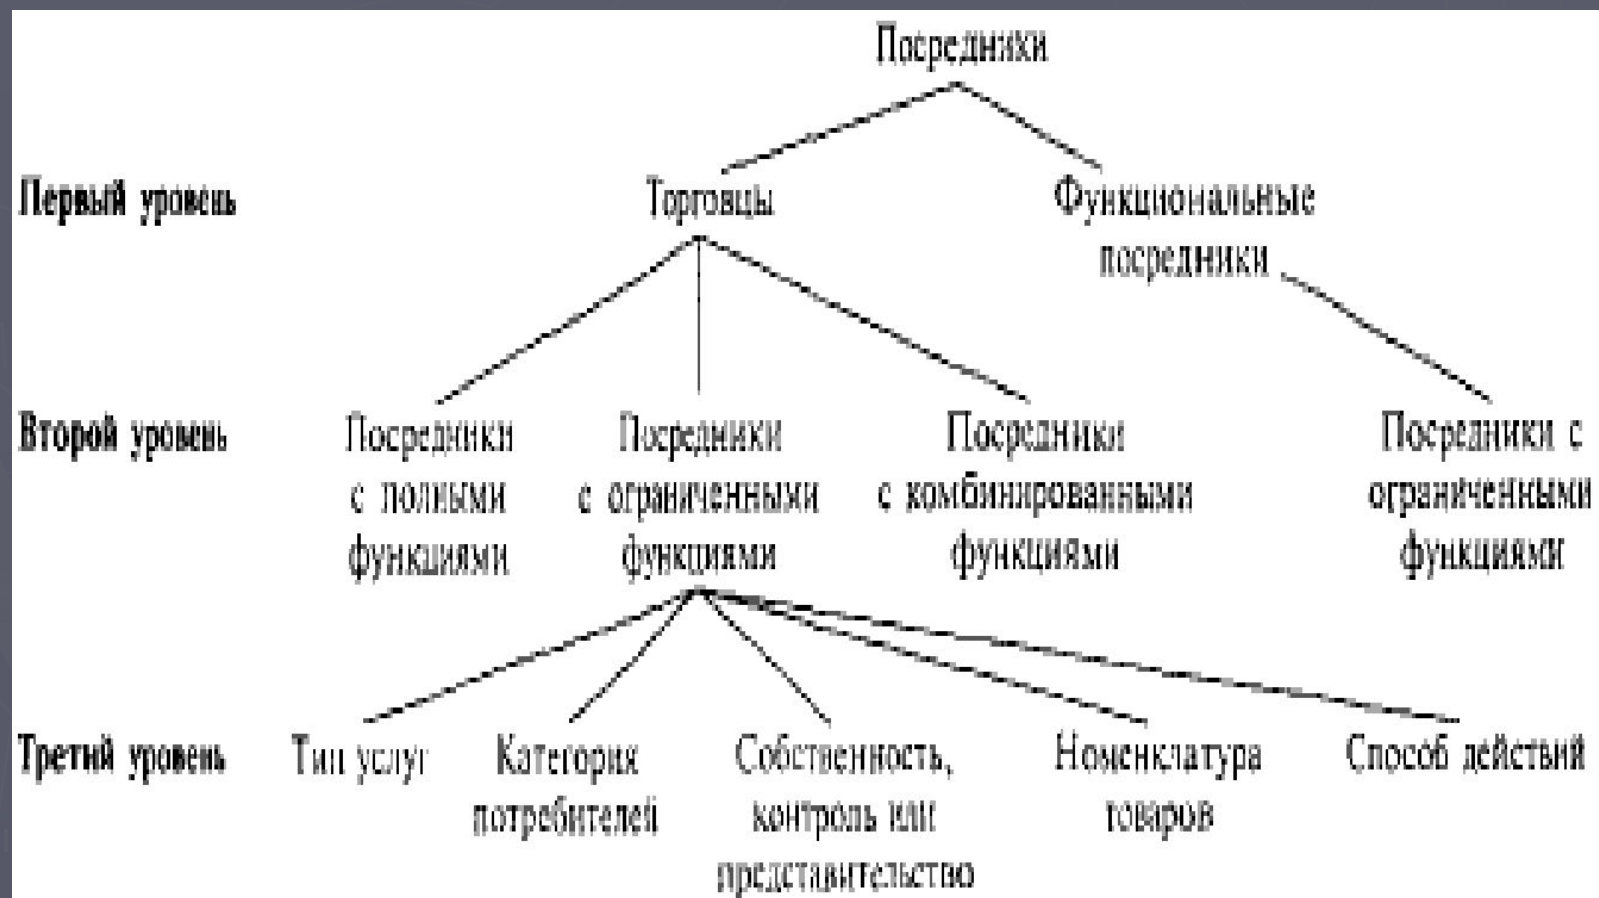 Посредники
Первый уровень
Торговцы
Функциональные
посредники
Второй уровень
Посредники
с полными
функциями
Посредники
с ограниченными
функциями
Посредники
с комбинированными
функциями
Посредники с
ограниченными
функциями
Третий уровень
Тип услуг
Категория
потребителей
Собственность,
контроль или
представительство
Номенклатура
товаров
Способ действий